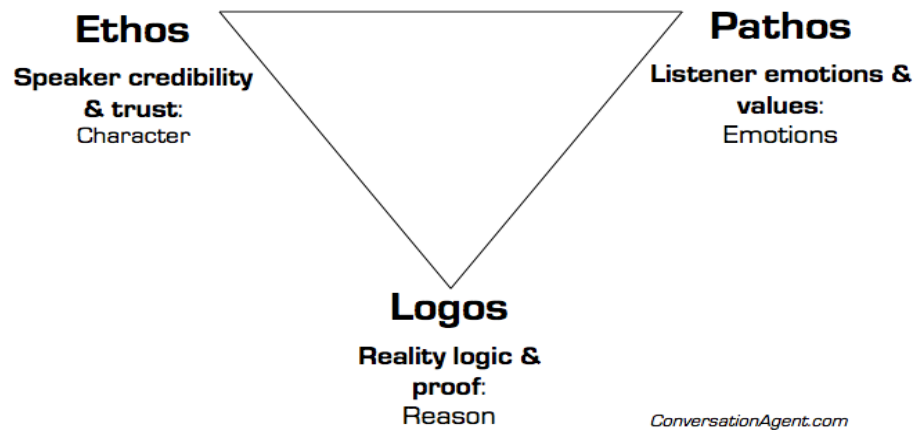 Ethos
Speaker credibility
& trust:
Character
Pathos
Listener emotions &
values:
Emotions
Logos
Reality logic &
proof:
Reason
ConversationAgent.com